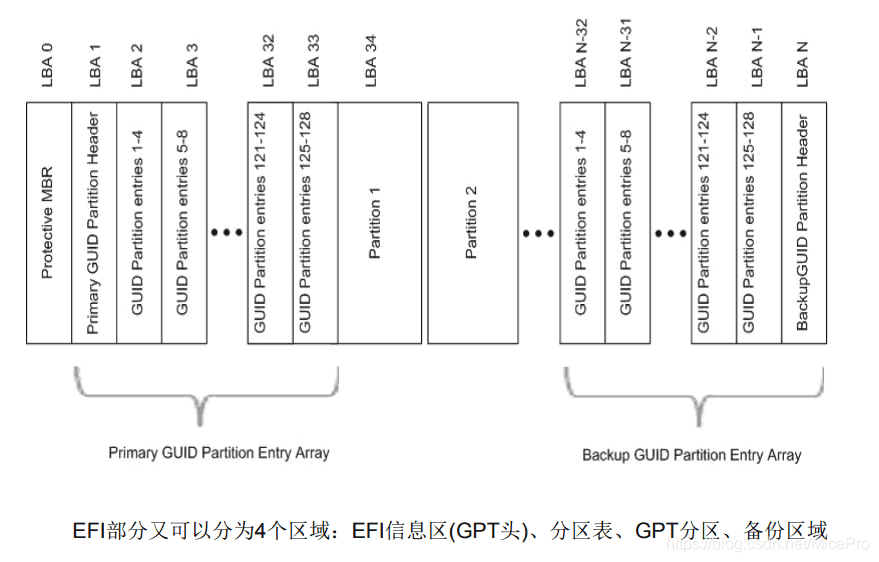 LBA 0
LBA 1
LBA 2
LBA 3
LBA 32
LBA 33
LBA 34
LBA N-32
LBA N-31
LBA N-2
LBA N-1
LBA N
Protective MBR
Primary GUID Partition Header
GUID Partition entries 1-4
GUID Partition entries 5-8
GUID Partition entries 121-124
GUID Partition entries 125-128
Partition 1
Partition 2
GUID Partition entries 1-4
GUID Partition entries 5-8
GUID Partition entries 121-124
GUID Partition entries 125-128
BackupGUID Partition Header
Primary GUID Partition Entry Array
Backup GUID Partition Entry Array
EFI部分又可以分为4个区域：EFI信息区(GPT头)、分区表、GPT分区、备份区域
https://blog.csdn.net/MicePro